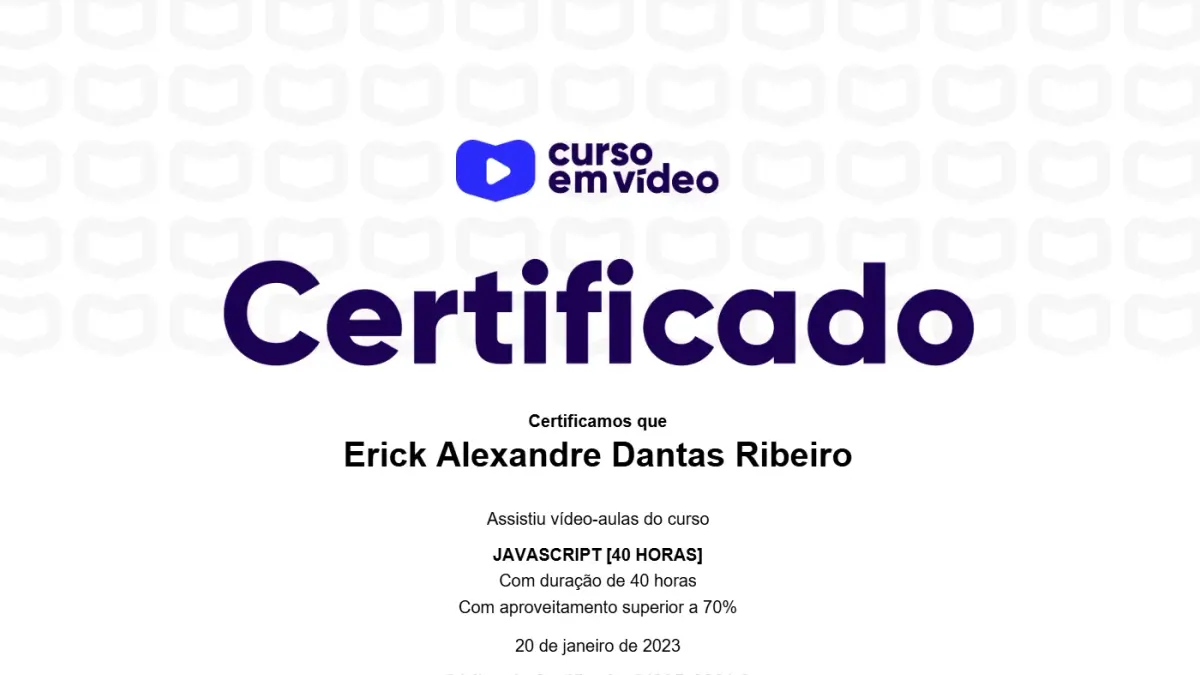 curso
em vídeo
Certificado
Certificamos que
Erick Alexandre Dantas Ribeiro
Assistiu vídeo-aulas do curso
JAVASCRIPT [40 HORAS]
Com duração de 40 horas
Com aproveitamento superior a 70%
20 de janeiro de 2023